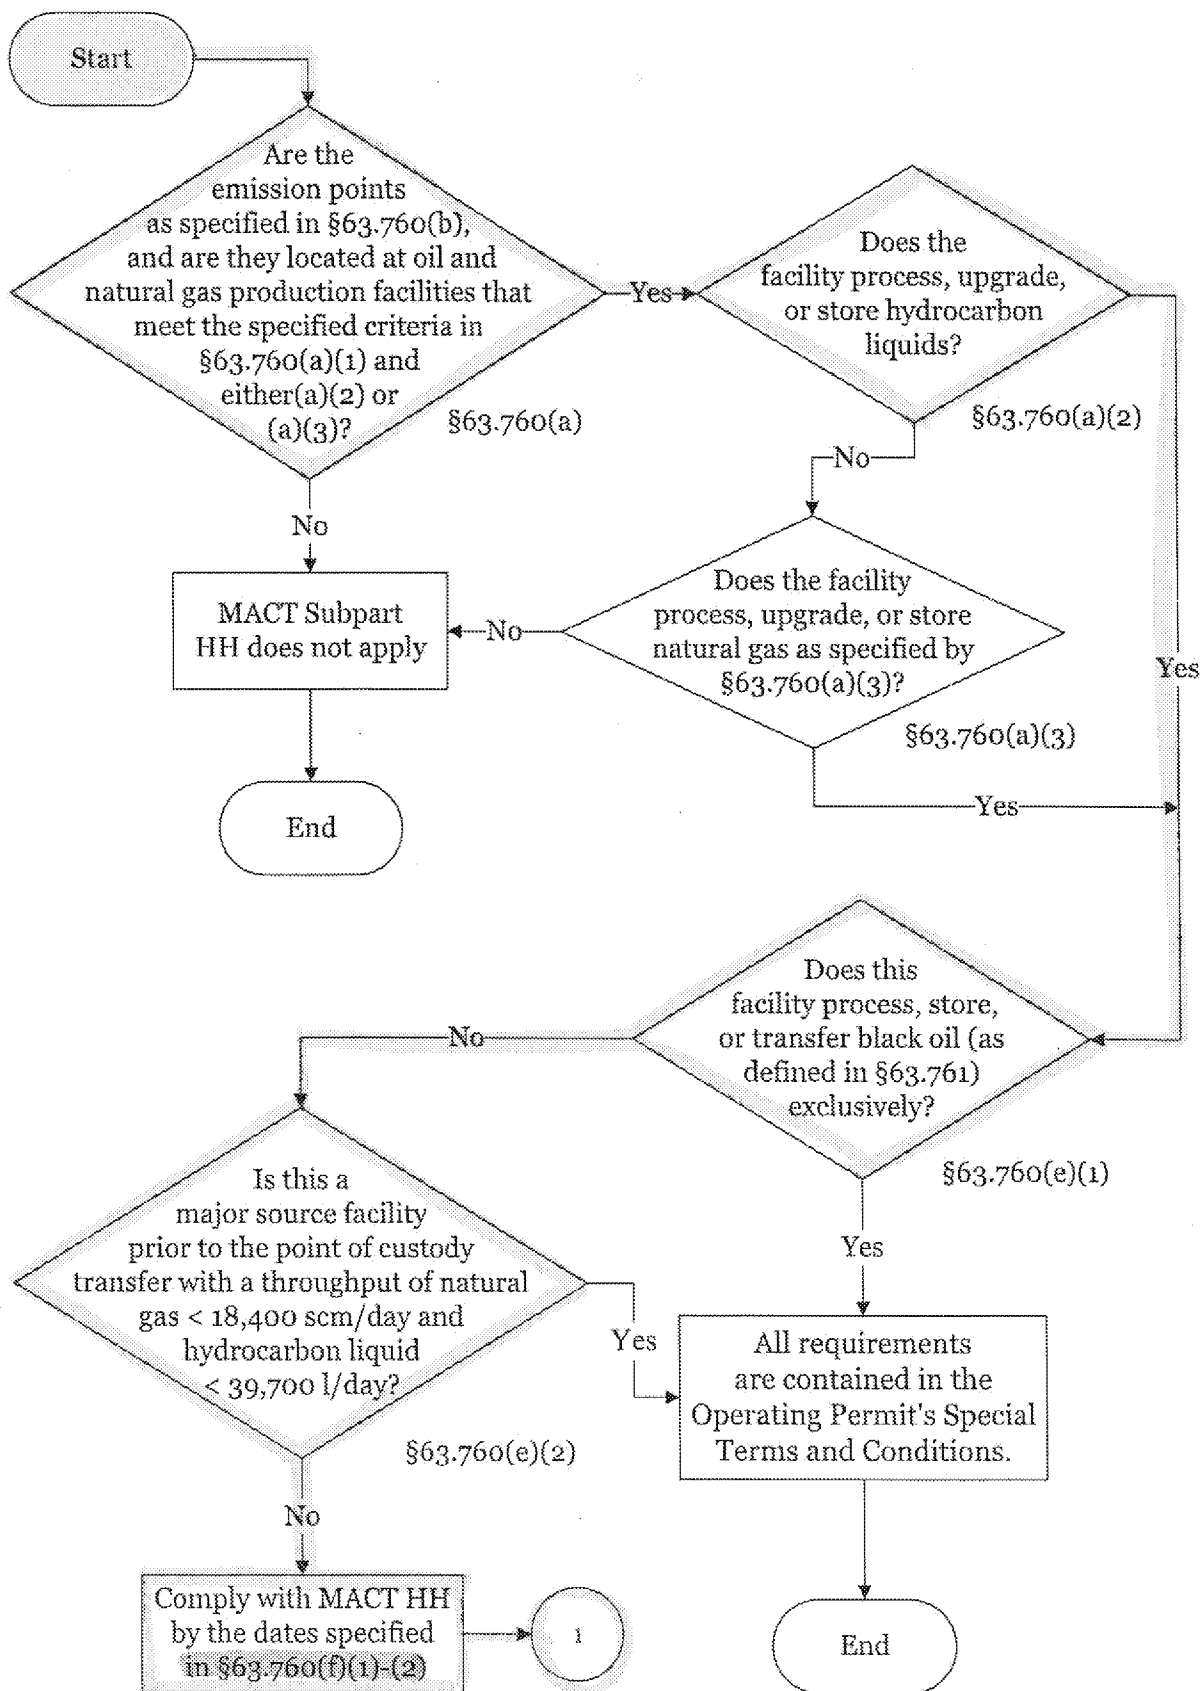 Start
Are the
emission points
as specified in §63.760(b),
and are they located at oil and
natural gas production facilities that
meet the specified criteria in
§63.760(a)(1) and
either(a)(2) or
(a)(3)?
§63.760(a)
Yes
Does the
facility process, upgrade,
or store hydrocarbon
liquids?
§63.760(a)(2)
No
No
MACT Subpart
HH does not apply
No
Does the facility
process, upgrade, or store
natural gas as specified by
§63.760(a)(3)?
§63.760(a)(3)
Yes
Yes
End
Does this
facility process, store,
or transfer black oil (as
defined in §63.761)
exclusively?
§63.760(e)(1)
No
Yes
Is this a
major source facility
prior to the point of custody
transfer with a throughput of natural
gas < 18,400 scm/day and
hydrocarbon liquid
< 39,700 l/day?
§63.760(e)(2)
Yes
All requirements
are contained in the
Operating Permit's Special
Terms and Conditions.
No
Comply with MACT HH
by the dates specified
in §63.760(f)(1)-(2)
1
End